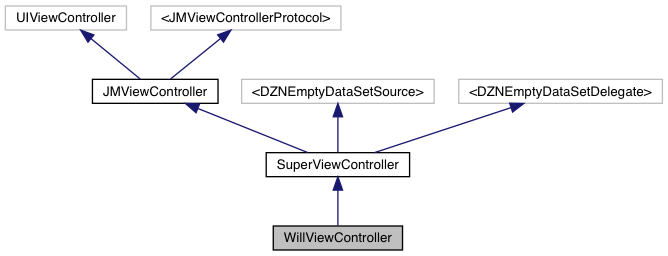 UIViewController
<JMViewControllerProtocol>
JMViewController
<DZNEmptyDataSetSource>
<DZNEmptyDataSetDelegate>
SuperViewController
WillViewController